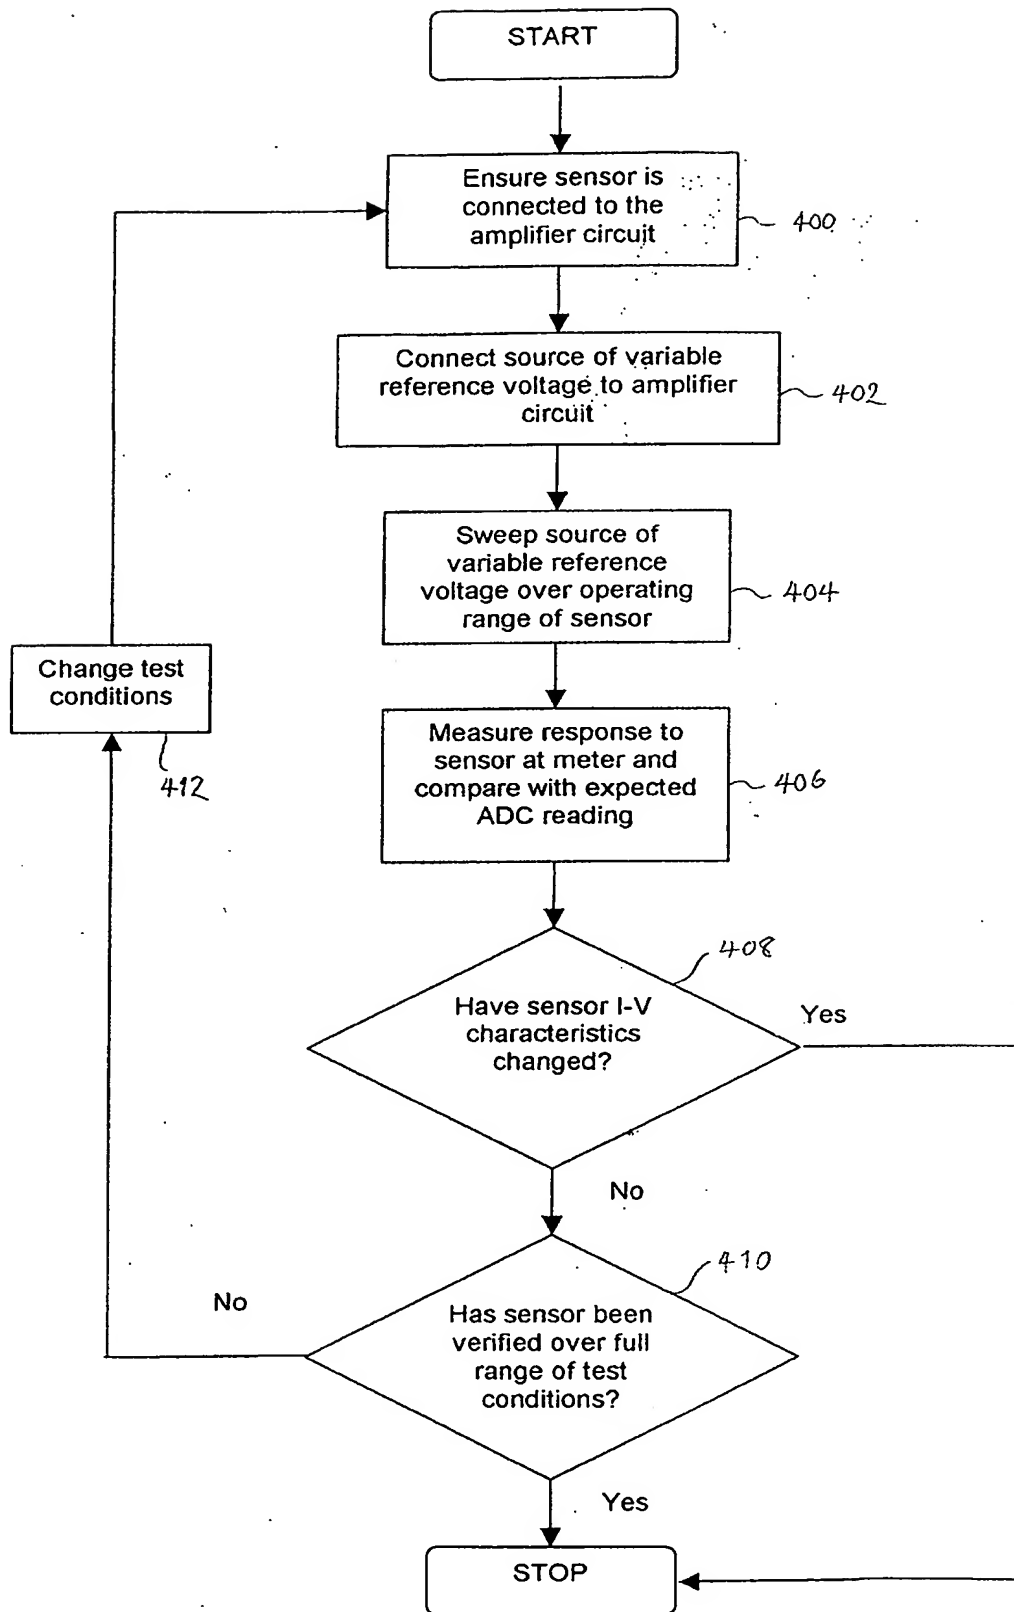 START
Ensure sensor is
connected to the
amplifier circuit
400
Connect source of variable
reference voltage to amplifier
circuit
402
Sweep source of
variable reference
voltage over operating
range of sensor
404
Change test
conditions
412
Measure response to
sensor at meter and
compare with expected
ADC reading
406
408
Have sensor I-V
characteristics
changed?
Yes
No
410
No
Has sensor been
verified over full
range of test
conditions?
Yes
STOP